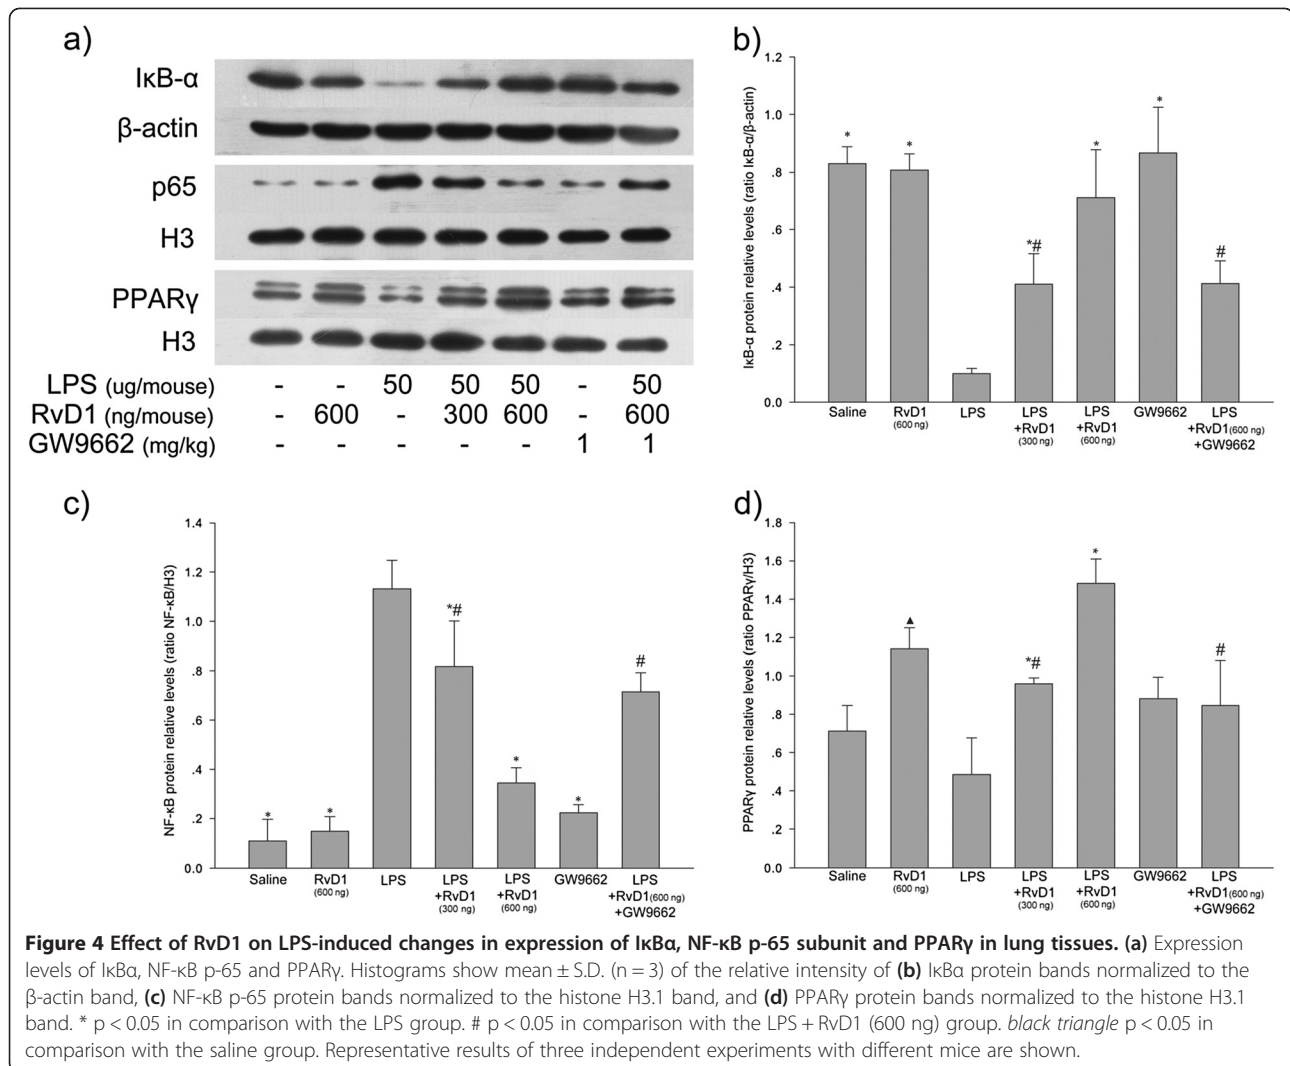 a)
IκB-α
β-actin
p65
H3
PPARγ
H3
LPS (ug/mouse) - - 50 50 50 - 50
RvD1 (ng/mouse) - 600 - 300 600 - 600
GW9662 (mg/kg) - - - - - 1 1
b)
IκB-α protein relative levels (ratio IκB-α/β-actin)
1.2
1.0
.8
.6
.4
.2
0.0
* * *# * * #
Saline
RvD1
(600 ng)
LPS
LPS
+RvD1
(300 ng)
LPS
+RvD1
(600 ng)
GW9662
LPS
+RvD1(600 ng)
+GW9662
c)
NF-κB protein relative levels (ratio NF-κB/H3)
1.4
1.2
1.0
.8
.6
.4
.2
0.0
* * *# * * #
Saline
RvD1
(600 ng)
LPS
LPS
+RvD1
(300 ng)
LPS
+RvD1
(600 ng)
GW9662
LPS
+RvD1(600 ng)
+GW9662
d)
PPARγ protein relative levels (ratio PPARγ/H3)
1.8
1.6
1.4
1.2
1.0
.8
.6
.4
.2
0.0
▲ *# * #
Saline
RvD1
(600 ng)
LPS
LPS
+RvD1
(300 ng)
LPS
+RvD1
(600 ng)
GW9662
LPS
+RvD1(600 ng)
+GW9662
Figure 4 Effect of RvD1 on LPS-induced changes in expression of IκBα, NF-κB p-65 subunit and PPARγ in lung tissues. (a) Expression
levels of IκBα, NF-κB p-65 and PPARγ. Histograms show mean ± S.D. (n = 3) of the relative intensity of (b) IκBα protein bands normalized to the
β-actin band, (c) NF-κB p-65 protein bands normalized to the histone H3.1 band, and (d) PPARγ protein bands normalized to the histone H3.1
band. * p < 0.05 in comparison with the LPS group. # p < 0.05 in comparison with the LPS + RvD1 (600 ng) group. black triangle p < 0.05 in
comparison with the saline group. Representative results of three independent experiments with different mice are shown.